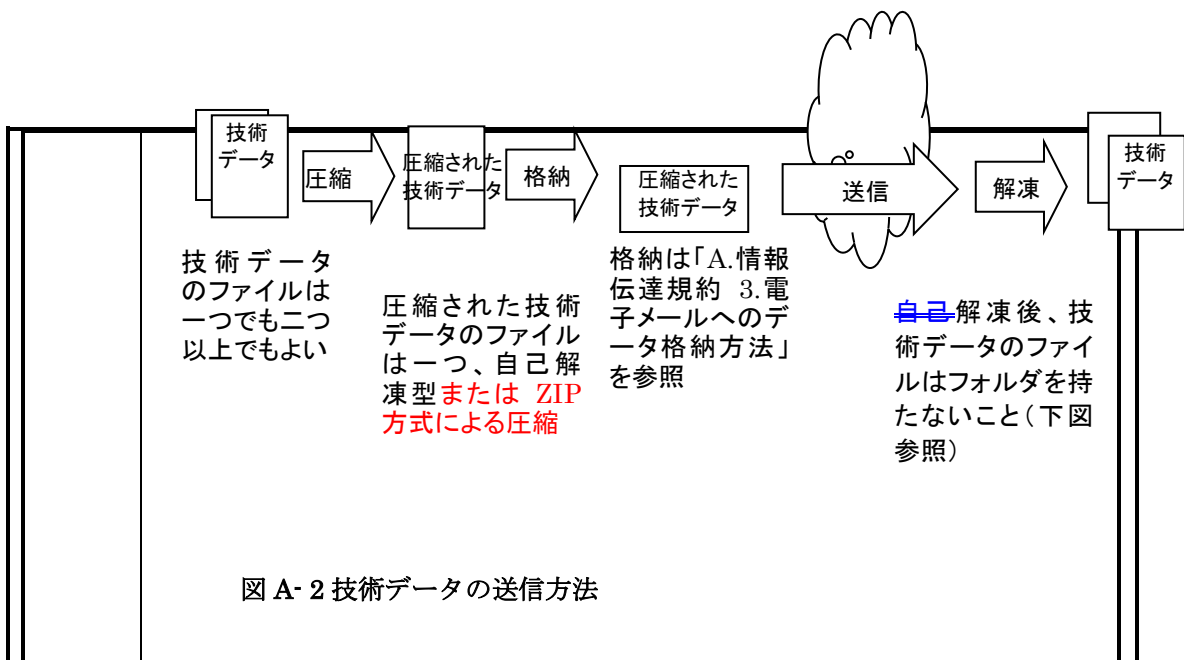 技術
データ
圧縮
圧縮された
技術データ
格納
圧縮された
技術データ
送信
解凍
技術
データ
技術データ
のファイルは
一つでも二つ
以上でもよい
圧縮された技術
データのファイル
は一つ、自己解
凍型または ZIP
方式による圧縮
格納は「A.情報
伝達規約 3.電
子メールへのデ
ータ格納方法」
を参照
自己解凍後、技
術データのファイ
ルはフォルダを持
たないこと(下図
参照)
図 A- 2 技術データの送信方法